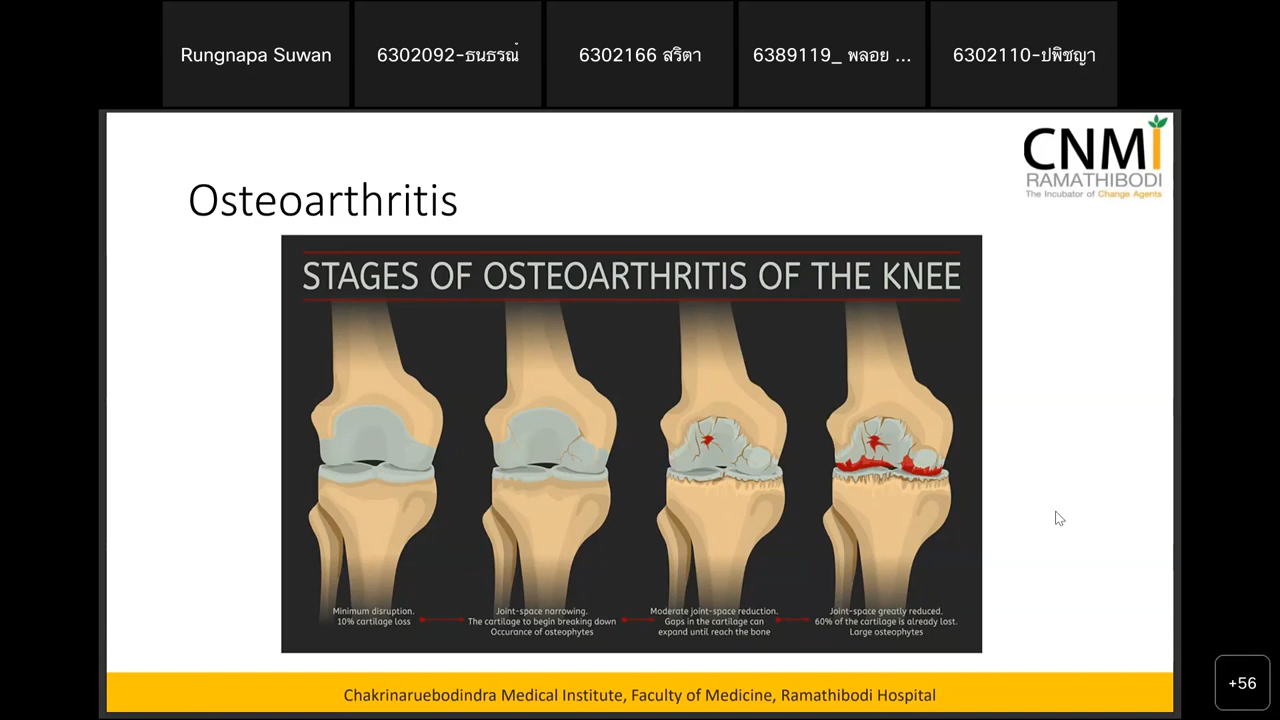 Rungnapa Suwan
6302092-ธนธรณ์
6302166 สริตา
6389119_ พลอย ...
6302110-ปพิชญา
CNMI
RAMATHIBODI
The Incubator of Change Agents
Osteoarthritis
STAGES OF OSTEOARTHRITIS OF THE KNEE
Minimum disruption.
10% cartilage loss
Joint-space narrowing.
The cartilage to begin breaking down
Occurance of osteophytes
Moderate joint-space reduction.
Gaps in the cartilage can
expand until reach the bone
Joint-space greatly reduced.
60% of the cartilage is already lost.
Large osteophytes
Chakrinaruebodindra Medical Institute, Faculty of Medicine, Ramathibodi Hospital
+56